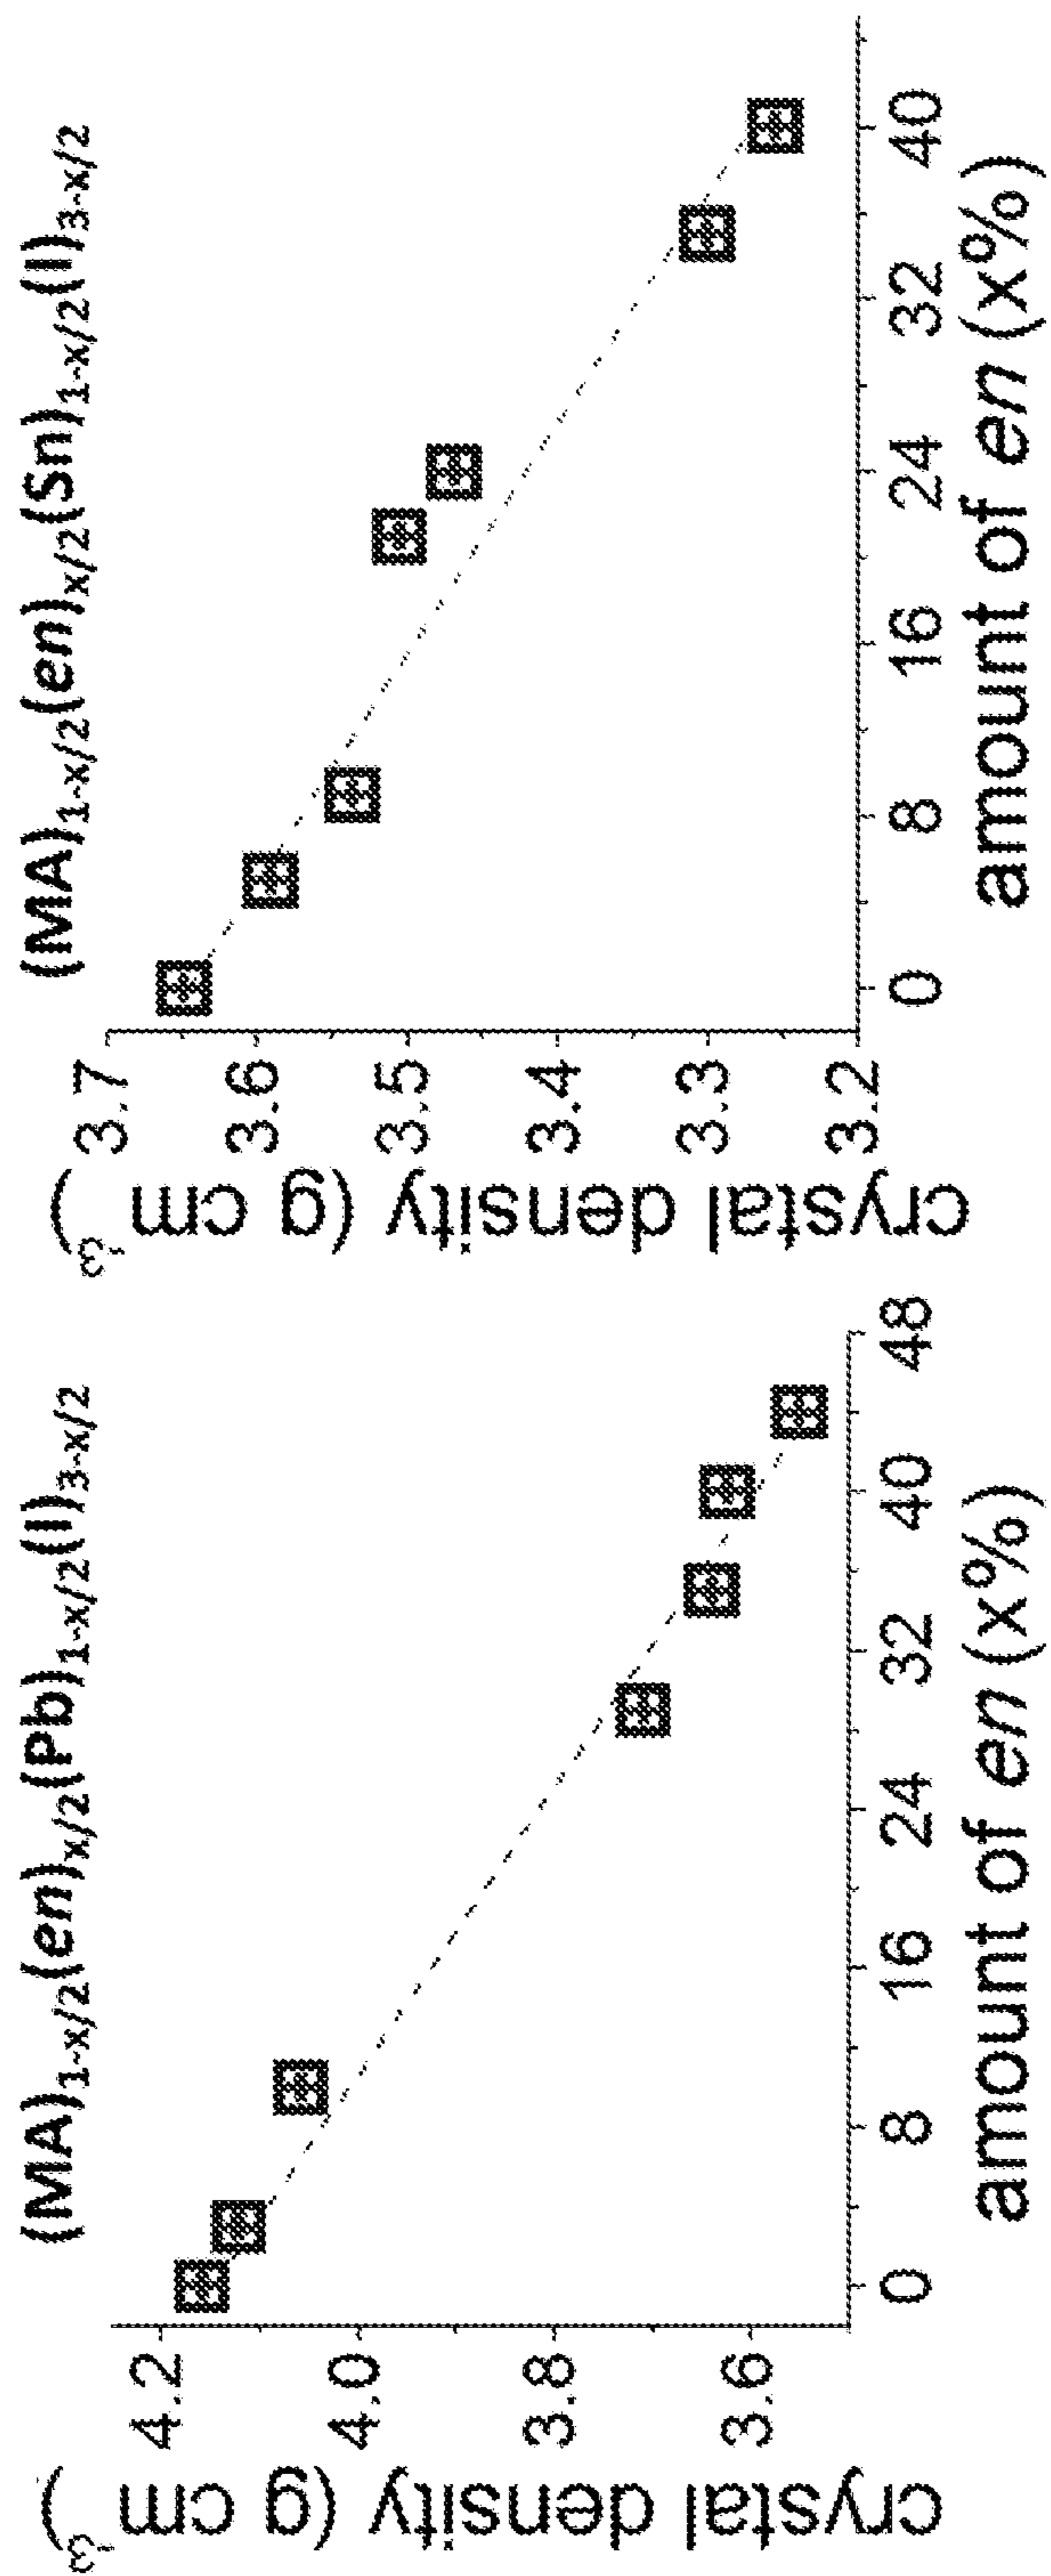 (MA)₁₋ₓ/₂(en)ₓ/₂(Pb)₁₋ₓ/₂(I)₃₋ₓ/₂
crystal density (g cm⁻³)
4.2
4.0
3.8
3.6
0 8 16 24 32 40 48
amount of en (x%)
(MA)₁₋ₓ/₂(en)ₓ/₂(Sn)₁₋ₓ/₂(I)₃₋ₓ/₂
crystal density (g cm⁻³)
3.7
3.6
3.5
3.4
3.3
3.2
0 8 16 24 32 40
amount of en (x%)